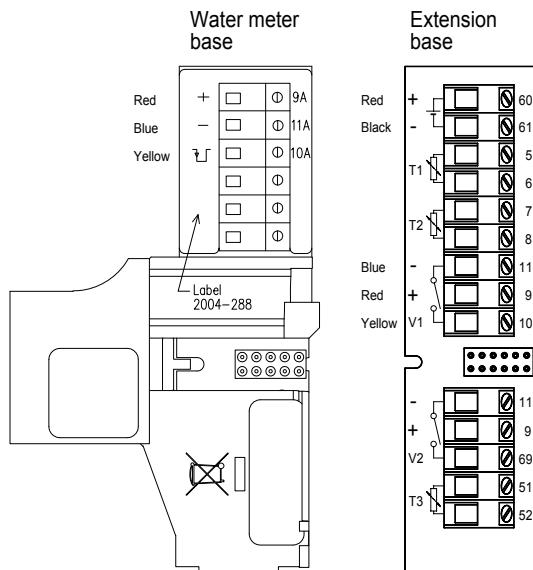 Water meter
base
Red + 9A
Blue – 11A
Yellow 10A
Label
2004-288
Extension
base
Red + 60
Black - 61
T1 5
6
T2 7
8
Blue - 11
Red + 9
Yellow V1 10
- 11
+ 9
V2 69
T3 51
52